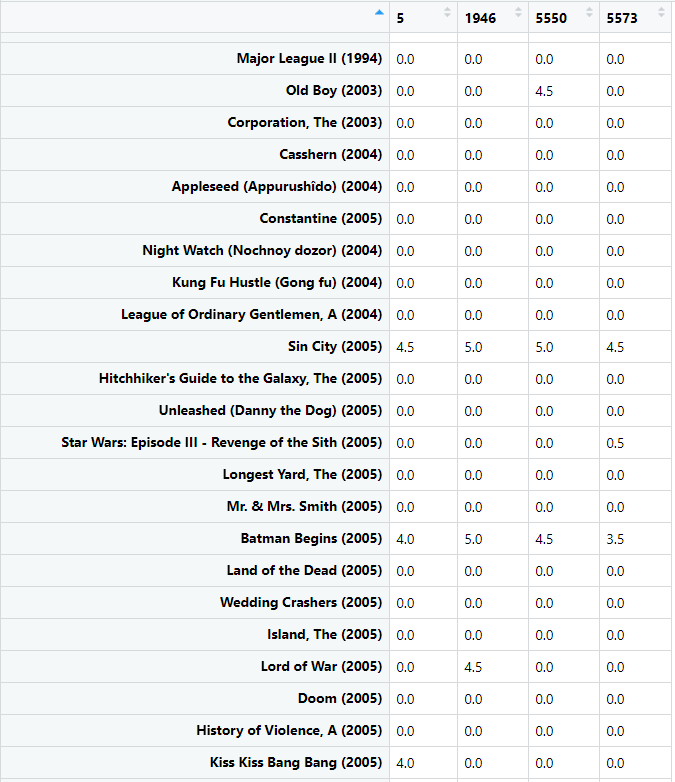 5 1946 5550 5573
Major League II (1994) 0.0 0.0 0.0 0.0
Old Boy (2003) 0.0 0.0 4.5 0.0
Corporation, The (2003) 0.0 0.0 0.0 0.0
Casshern (2004) 0.0 0.0 0.0 0.0
Appleseed (Appurushîdo) (2004) 0.0 0.0 0.0 0.0
Constantine (2005) 0.0 0.0 0.0 0.0
Night Watch (Nochnoy dozor) (2004) 0.0 0.0 0.0 0.0
Kung Fu Hustle (Gong fu) (2004) 0.0 0.0 0.0 0.0
League of Ordinary Gentlemen, A (2004) 0.0 0.0 0.0 0.0
Sin City (2005) 4.5 5.0 5.0 4.5
Hitchhiker's Guide to the Galaxy, The (2005) 0.0 0.0 0.0 0.0
Unleashed (Danny the Dog) (2005) 0.0 0.0 0.0 0.0
Star Wars: Episode III - Revenge of the Sith (2005) 0.0 0.0 0.0 0.5
Longest Yard, The (2005) 0.0 0.0 0.0 0.0
Mr. & Mrs. Smith (2005) 0.0 0.0 0.0 0.0
Batman Begins (2005) 4.0 5.0 4.5 3.5
Land of the Dead (2005) 0.0 0.0 0.0 0.0
Wedding Crashers (2005) 0.0 0.0 0.0 0.0
Island, The (2005) 0.0 0.0 0.0 0.0
Lord of War (2005) 0.0 4.5 0.0 0.0
Doom (2005) 0.0 0.0 0.0 0.0
History of Violence, A (2005) 0.0 0.0 0.0 0.0
Kiss Kiss Bang Bang (2005) 4.0 0.0 0.0 0.0